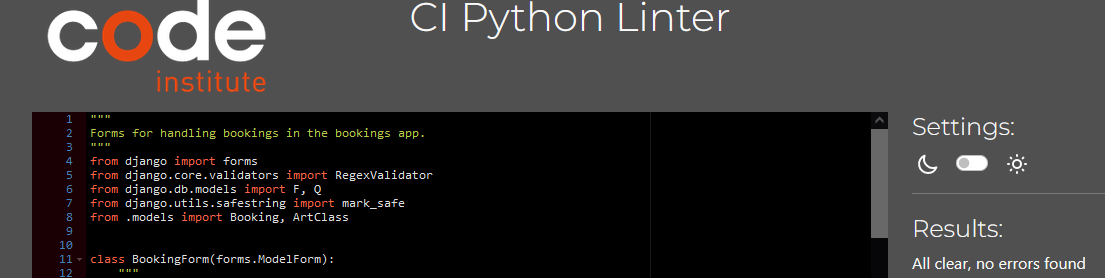 code
institute
CI Python Linter
1 """
2 Forms for handling bookings in the bookings app.
3 """
4 from django import forms
5 from django.core.validators import RegexValidator
6 from django.db.models import F, Q
7 from django.utils.safestring import mark_safe
8 from .models import Booking, ArtClass
9
10
11 class BookingForm(forms.ModelForm):
12 """
Settings:
Results:
All clear, no errors found